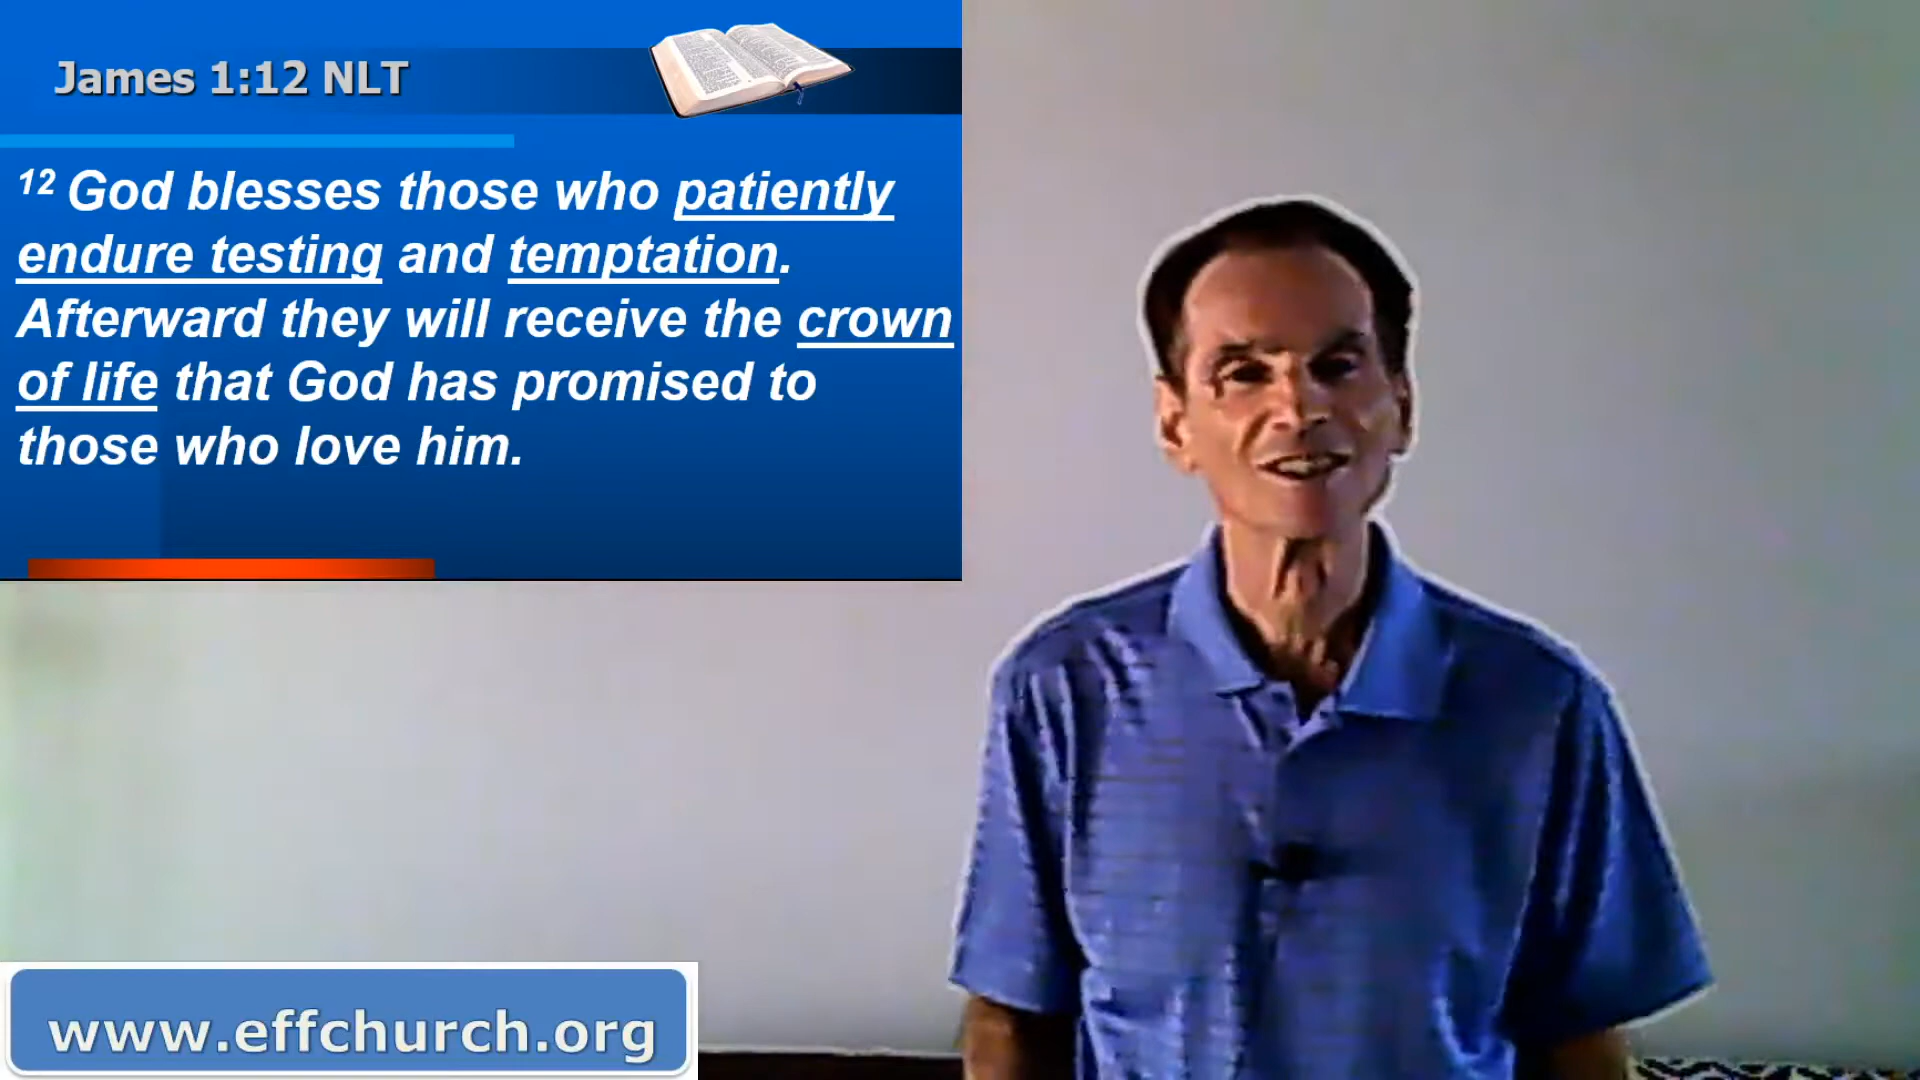 James 1:12 NLT
12 God blesses those who patiently
endure testing and temptation.
Afterward they will receive the crown
of life that God has promised to
those who love him.
www.effchurch.org